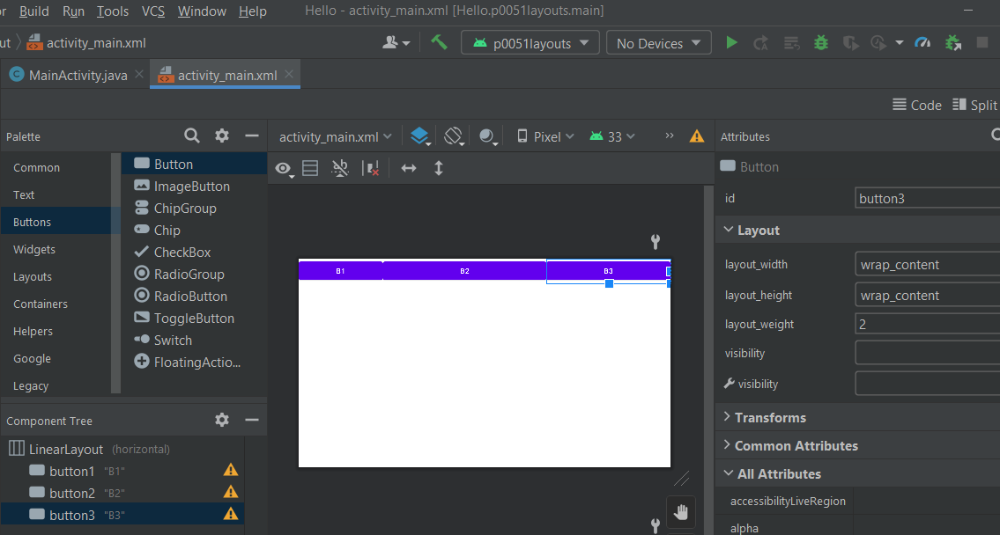 or Build Run Tools VCS Window Help Hello - activity_main.xml [Hello.p0051layouts.main]
ut activity_main.xml p0051layouts No Devices
MainActivity.java activity_main.xml
Code Split
Palette activity_main.xml Pixel 33 Attributes
Common Button Button
Text ImageButton id button3
Buttons ChipGroup Layout
Widgets Chip layout_width wrap_content
Layouts CheckBox layout_height wrap_content
Containers RadioGroup layout_weight 2
Helpers RadioButton visibility
Google ToggleButton visibility
Legacy Switch
FloatingActio...
B1 B2 B3
Component Tree Transforms
LinearLayout (horizontal) Common Attributes
button1 "B1" All Attributes
button2 "B2" accessibilityLiveRegion
button3 "B3" alpha